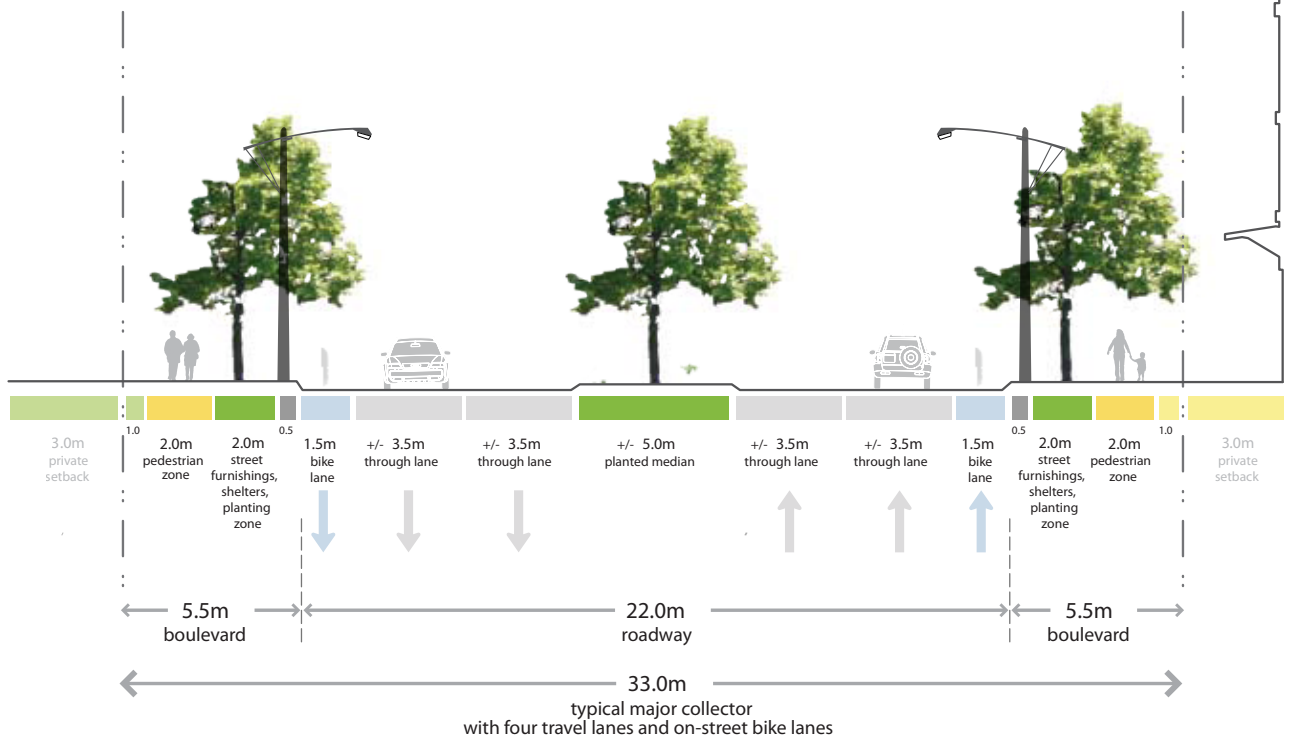 3.0m
private
setback
1.0
2.0m
pedestrian
zone
2.0m
street
furnishings,
shelters,
planting
zone
0.5
1.5m
bike
lane
+/- 3.5m
through lane
+/- 3.5m
through lane
+/- 5.0m
planted median
+/- 3.5m
through lane
+/- 3.5m
through lane
1.5m
bike
lane
0.5
2.0m
street
furnishings,
shelters,
planting
zone
2.0m
pedestrian
zone
1.0
3.0m
private
setback
5.5m
boulevard
22.0m
roadway
5.5m
boulevard
33.0m
typical major collector
with four travel lanes and on-street bike lanes